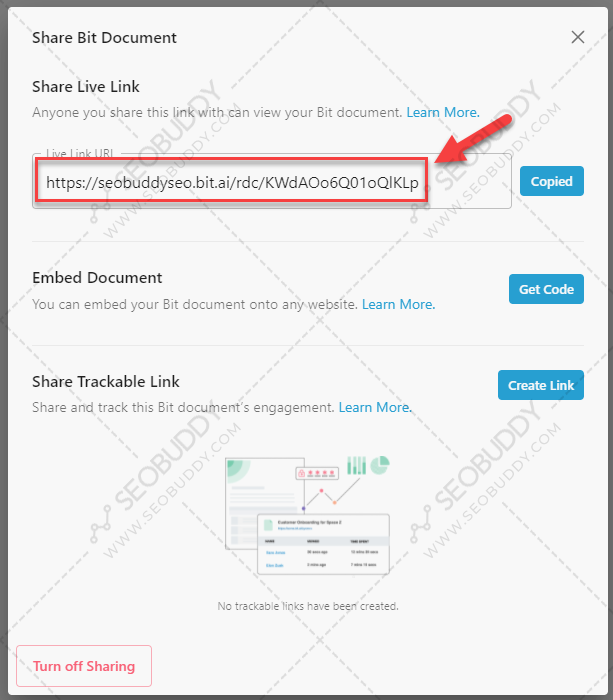 Share Bit Document
Share Live Link
Anyone you share this link with can view your Bit document. Learn More.
Live Link URL
https://seobuddyseo.bit.ai/rdc/KWdAOo6Q01oQlKLp
Copied
Embed Document
You can embed your Bit document onto any website. Learn More.
Get Code
Share Trackable Link
Share and track this Bit document's engagement. Learn More.
Create Link
Customer Onboarding for Space X
No trackable links have been created.
Turn off Sharing
SEOBUDDY
WWW.SEOBUDDY.COM
SEOBUDDY
WWW.SEOBUDDY.COM
SEOBUDDY
WWW.SEOBUDDY.COM
SEOBUDDY
WWW.SEOBUDDY.COM